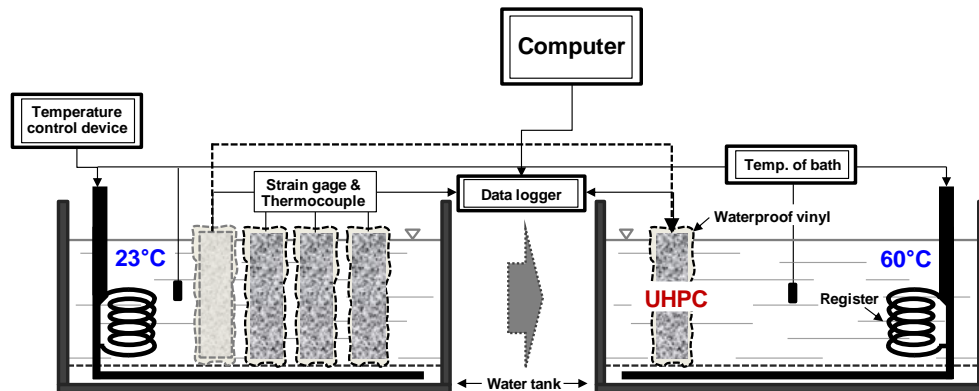 Computer
Temperature
control device
Strain gage &
Thermocouple
Data logger
Temp. of bath
Waterproof vinyl
23°C
60°C
UHPC
Register
Water tank